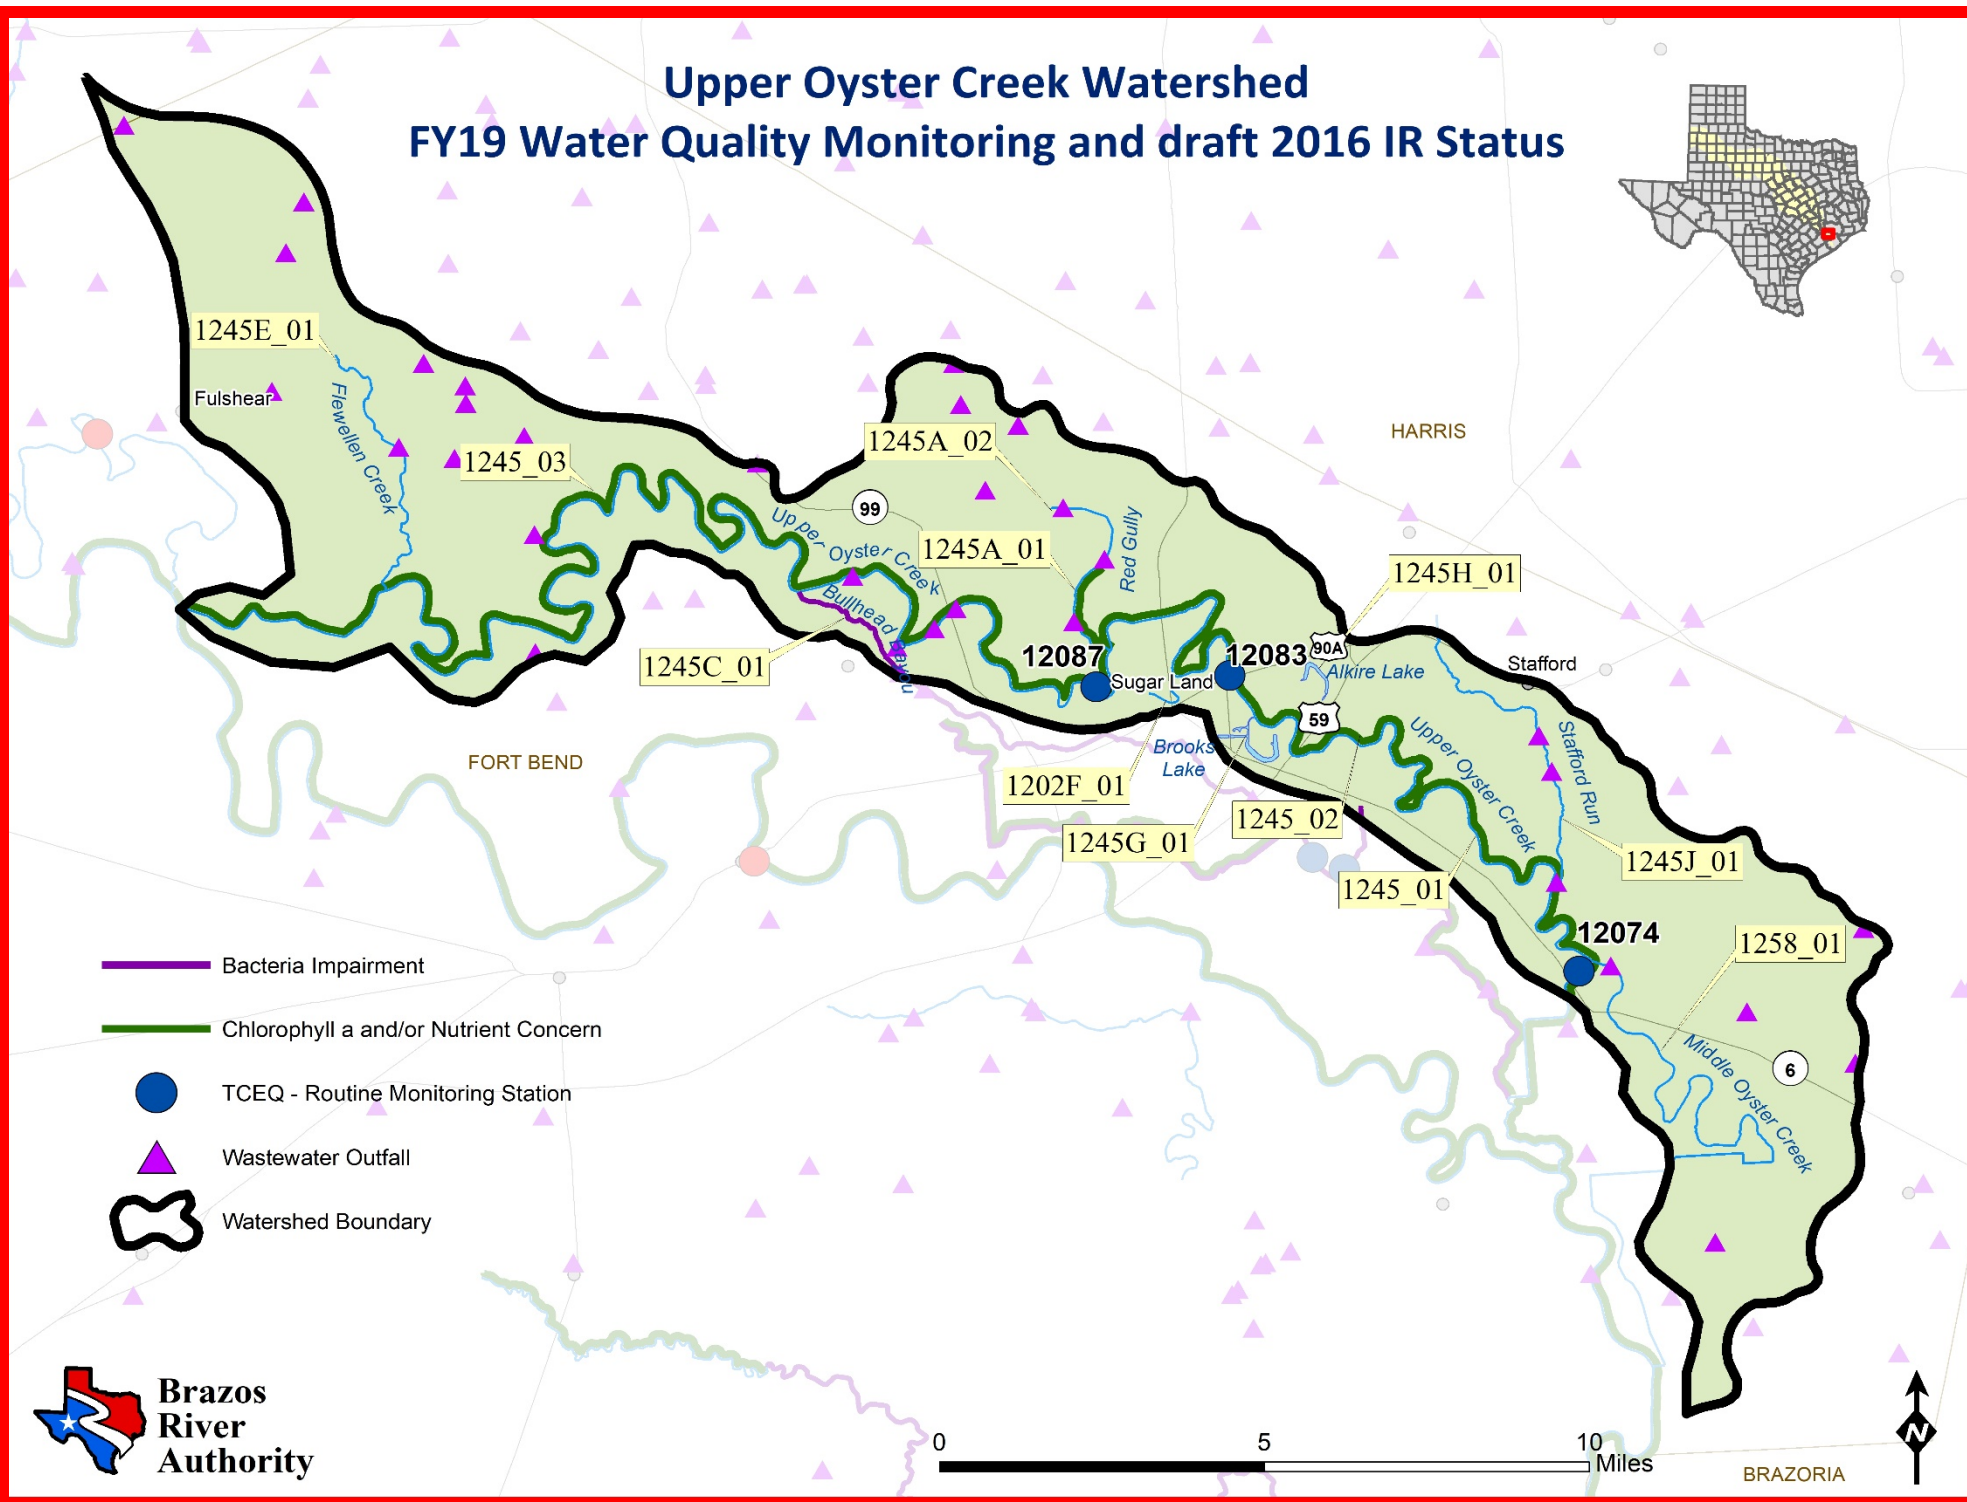 Upper Oyster Creek Watershed
FY19 Water Quality Monitoring and draft 2016 IR Status
1245E_01
Fulshear
Flewellen Creek
1245_03
HARRIS
1245A_02
99
Upper Oyster Creek
1245A_01
Red Gully
1245H_01
Bullhead Bayou
1245C_01
12087
Sugar Land
12083
90A
Alkire Lake
Stafford
59
FORT BEND
Brooks
Lake
1202F_01
1245G_01
1245_02
Upper Oyster Creek
Stafford Run
1245J_01
1245_01
12074
1258_01
6
Middle Oyster Creek
Bacteria Impairment
Chlorophyll a and/or Nutrient Concern
TCEQ - Routine Monitoring Station
Wastewater Outfall
Watershed Boundary
Brazos
River
Authority
0 5 10
Miles
BRAZORIA
N